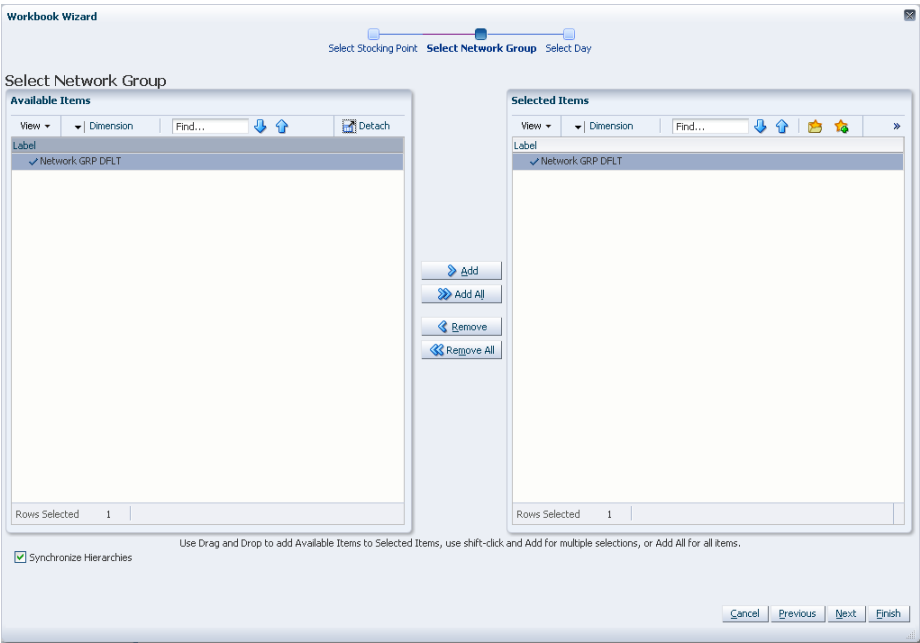 Workbook Wizard
Select Stocking Point Select Network Group Select Day
Select Network Group
Available Items
View Dimension Find... Detach
Label
Network GRP DFLT
Rows Selected 1
Add
Add All
Remove
Remove All
Selected Items
View Dimension Find... »
Label
Network GRP DFLT
Rows Selected 1
Use Drag and Drop to add Available Items to Selected Items, use shift-click and Add for multiple selections, or Add All for all items.
Synchronize Hierarchies
Cancel Previous Next Finish